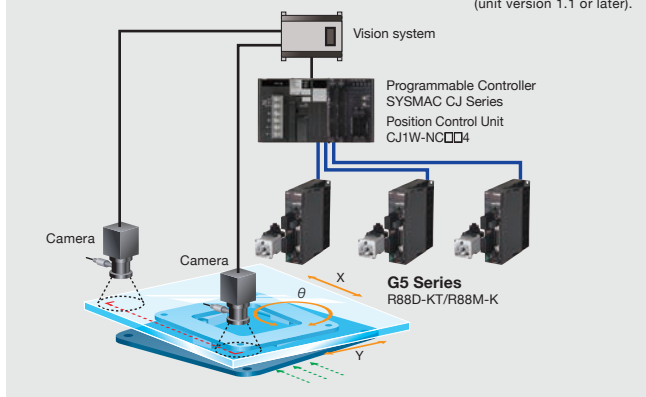 (unit version 1.1 or later).
Vision system
Programmable Controller
SYSMAC CJ Series
Position Control Unit
CJ1W-NC□□4
Camera
Camera
X
θ
G5 Series
R88D-KT/R88M-K
Y